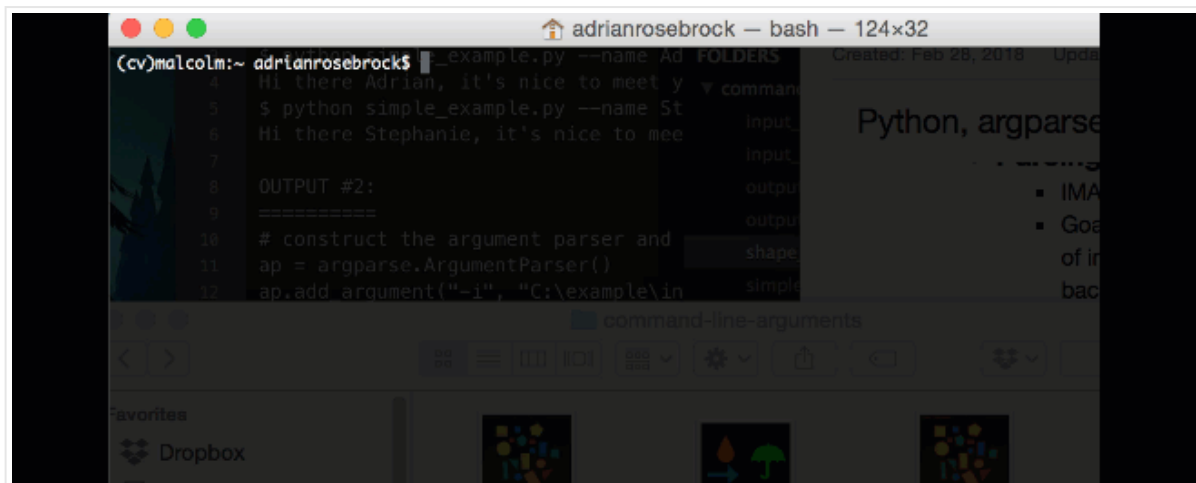 adrianrosebrock — bash — 124×32
(cv)malcolm:~ adrianrosebrock$
$ python simple_example.py --name Ad
4 Hi there Adrian, it's nice to meet y
5 $ python simple_example.py --name St
6 Hi there Stephanie, it's nice to mee
7
8 OUTPUT #2:
9 ==========
10 # construct the argument parser and
11 ap = argparse.ArgumentParser()
12 ap.add_argument("-i", "C:\example\in
FOLDERS
command
input_
input_
output
output
shape_
simple
Created: Feb 28, 2018 Upda
Python, argparse
Parsing
▪ IMA
▪ Goa
of in
bac
command-line-arguments
Favorites
Dropbox